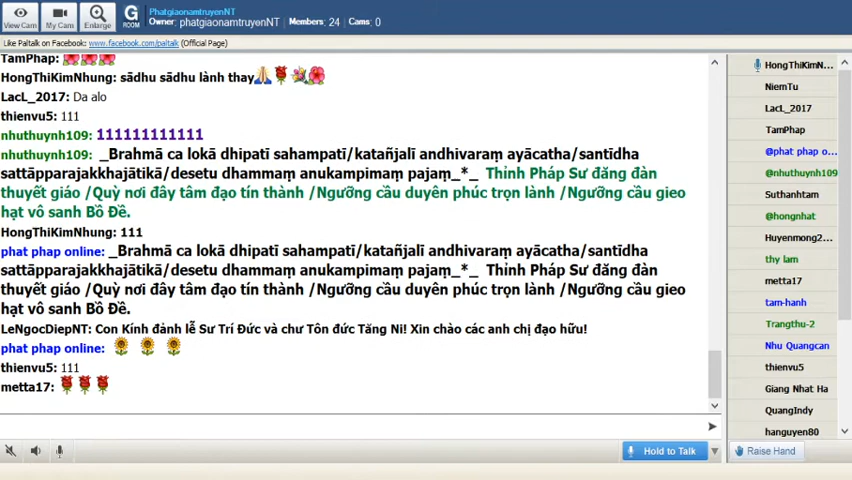 PhatgiaonamtruyenNT
Owner: phatgiaonamtruyenNT Members: 24 Cams: 0
View Cam My Cam Enlarge G ROOM
Like Paltalk on Facebook: www.facebook.com/paltalk (Official Page)
TamPhap:
HongThiKimNhung: sādhu sādhu lành thay
LacL_2017: Da alo
thienvu5: 111
nhuthuynh109: 111111111111
nhuthuynh109: _Brahmā ca lokā dhipatī sahampatī/katañjalī andhivaraṃ ayācatha/santīdha
sattāpparajakkhajātikā/desetu dhammaṃ anukampimaṃ pajaṃ_*_ Thỉnh Pháp Sư đăng đàn
thuyết giáo /Quỳ nơi đây tâm đạo tín thành /Ngưỡng cầu duyên phúc trọn lành /Ngưỡng cầu gieo
hạt vô sanh Bồ Đề.
HongThiKimNhung: 111
phat phap online: _Brahmā ca lokā dhipatī sahampatī/katañjalī andhivaraṃ ayācatha/santīdha
sattāpparajakkhajātikā/desetu dhammaṃ anukampimaṃ pajaṃ_*_ Thỉnh Pháp Sư đăng đàn
thuyết giáo /Quỳ nơi đây tâm đạo tín thành /Ngưỡng cầu duyên phúc trọn lành /Ngưỡng cầu gieo
hạt vô sanh Bồ Đề.
LeNgocDiepNT: Con Kính đảnh lễ Sư Trí Đức và chư Tôn đức Tăng Ni! Xin chào các anh chị đạo hữu!
phat phap online:
thienvu5: 111
metta17:
Hold to Talk
HongThiKimN...
NiemTu
LacL_2017
TamPhap
@phat phap o...
@nhuthuynh109
Suthanhtam
@hongnhat
Huyenmong2...
thy lam
metta17
tam-hanh
Trangthu-2
Nhu Quangcan
thienvu5
Giang Nhat Ha
QuangIndy
hanguyen80
Raise Hand